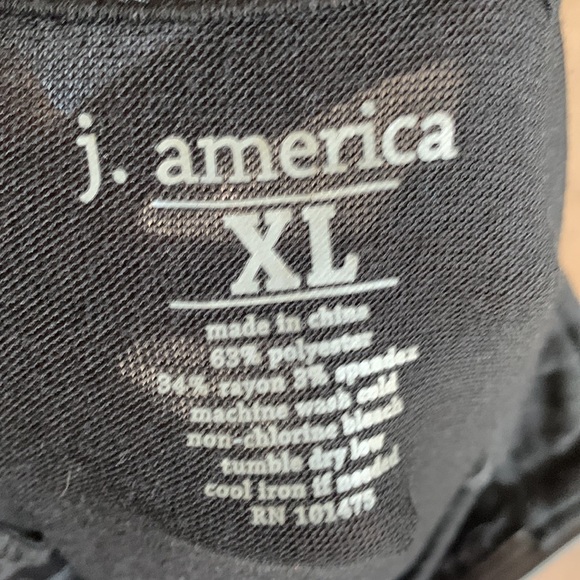 j. america
XL
made in china
63% polyester
34% rayon 3% spandex
machine wash cold
non-chlorine bleach
tumble dry low
cool iron if needed
RN 101475